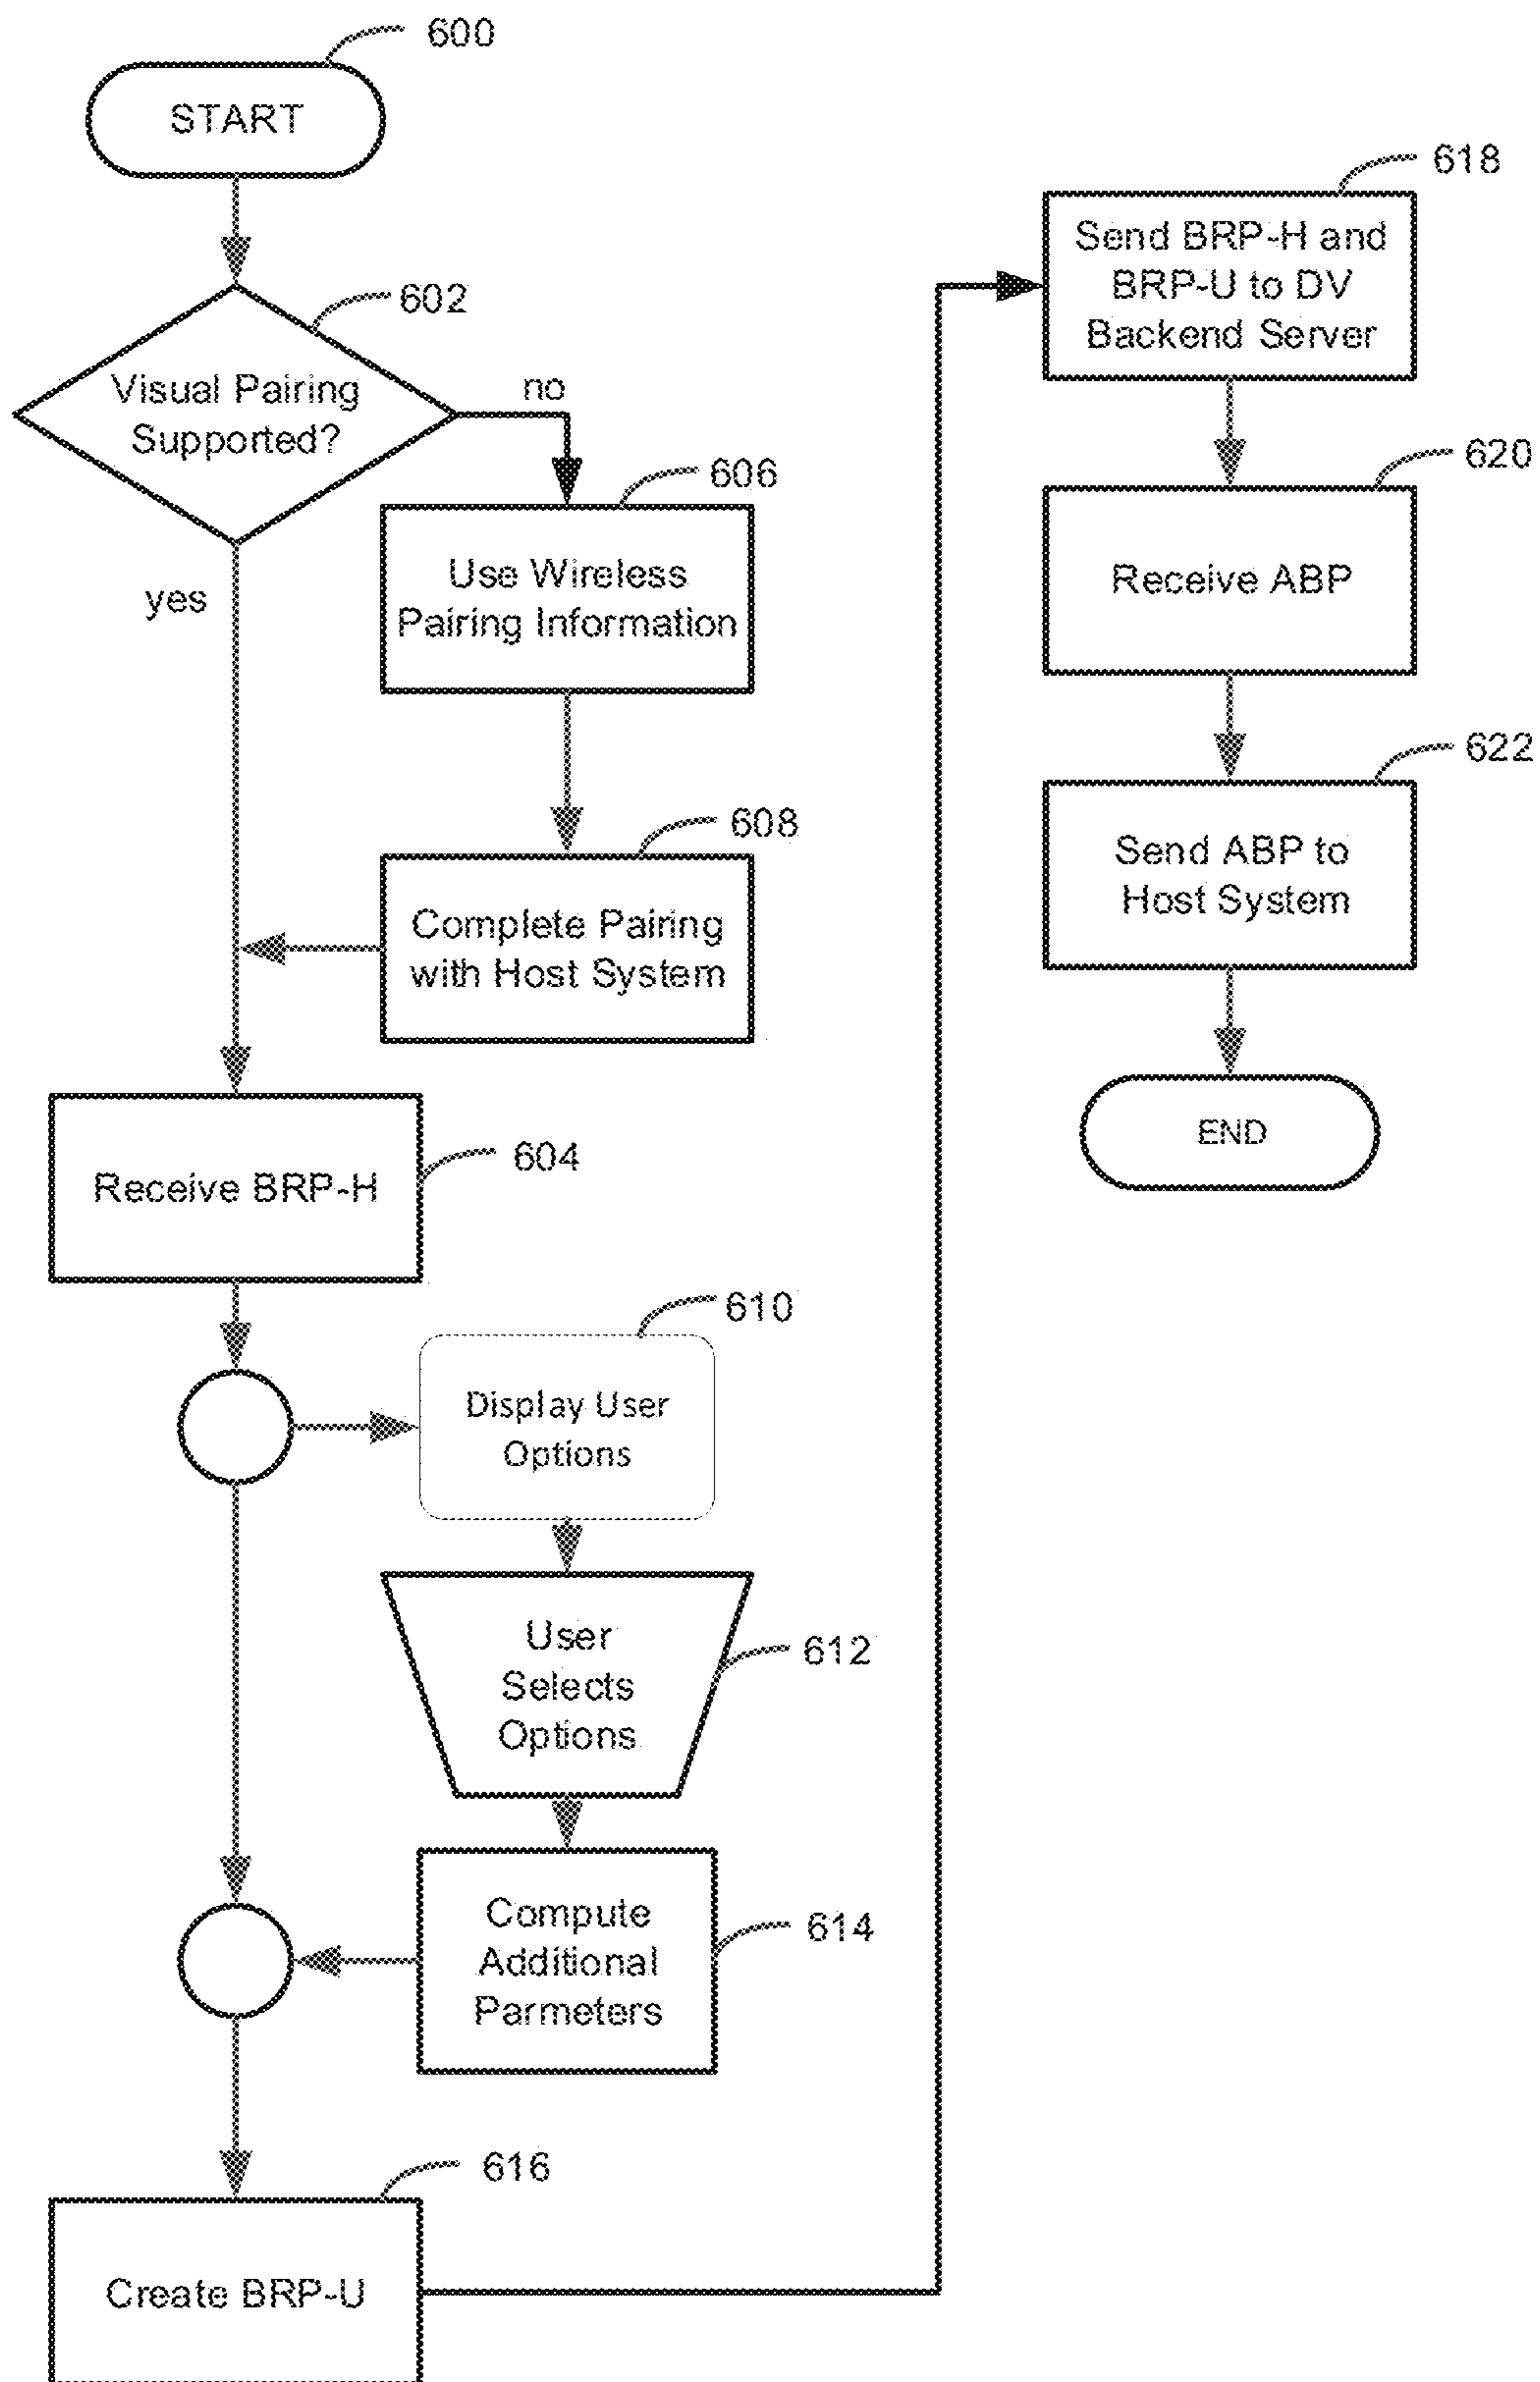 600
START
602
Visual Pairing
Supported?
no
yes
606
Use Wireless
Pairing Information
608
Complete Pairing
with Host System
604
Receive BRP-H
610
Display User
Options
612
User
Selects
Options
614
Compute
Additional
Parmeters
616
Create BRP-U
618
Send BRP-H and
BRP-U to DV
Backend Server
620
Receive ABP
622
Send ABP to
Host System
END